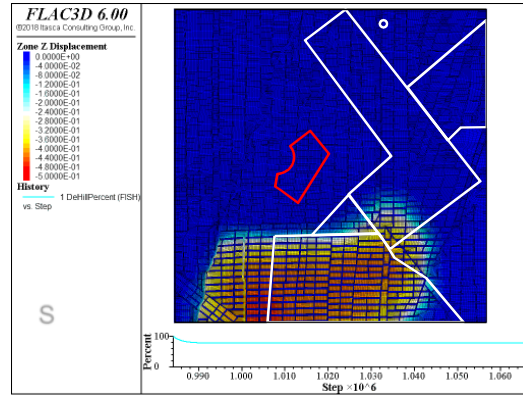 FLAC3D 6.00
©2018 Itasca Consulting Group, Inc.
Zone Z Displacement
0.0000E+00
-4.0000E-02
-8.0000E-02
-1.2000E-01
-1.6000E-01
-2.0000E-01
-2.4000E-01
-2.8000E-01
-3.2000E-01
-3.6000E-01
-4.0000E-01
-4.4000E-01
-4.8000E-01
-5.0000E-01
History
1 DeHillPercent (FISH)
vs. Step
S
Percent
100
0
0.990 1.000 1.010 1.020 1.030 1.040 1.050 1.060
Step ×10^6